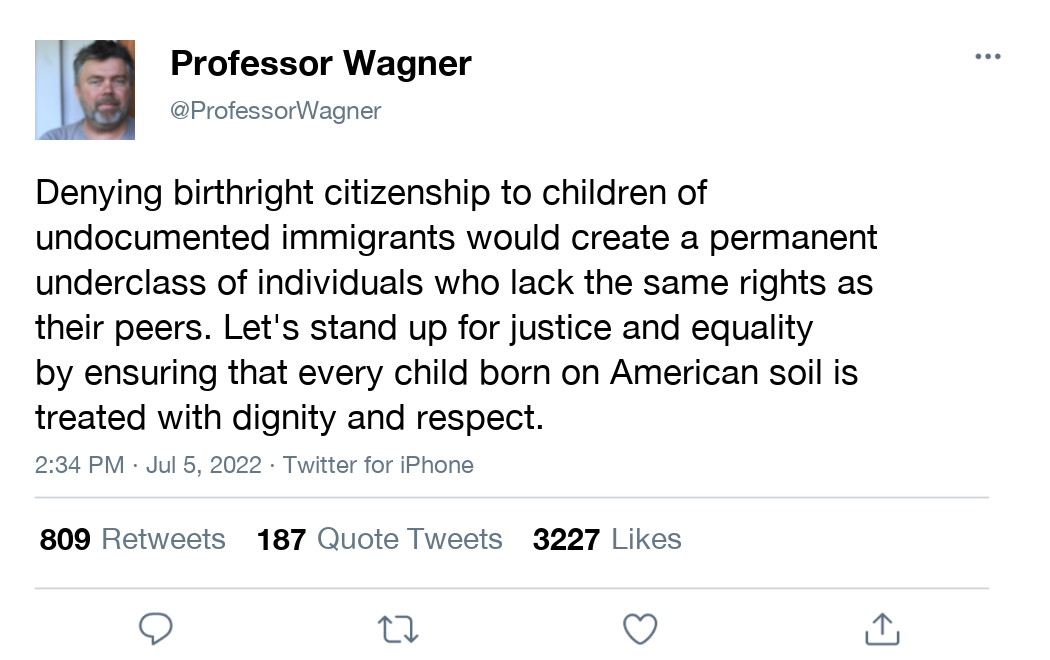 Professor Wagner
@ProfessorWagner
Denying birthright citizenship to children of
undocumented immigrants would create a permanent
underclass of individuals who lack the same rights as
their peers. Let's stand up for justice and equality
by ensuring that every child born on American soil is
treated with dignity and respect.
2:34 PM · Jul 5, 2022 · Twitter for iPhone
809 Retweets 187 Quote Tweets 3227 Likes